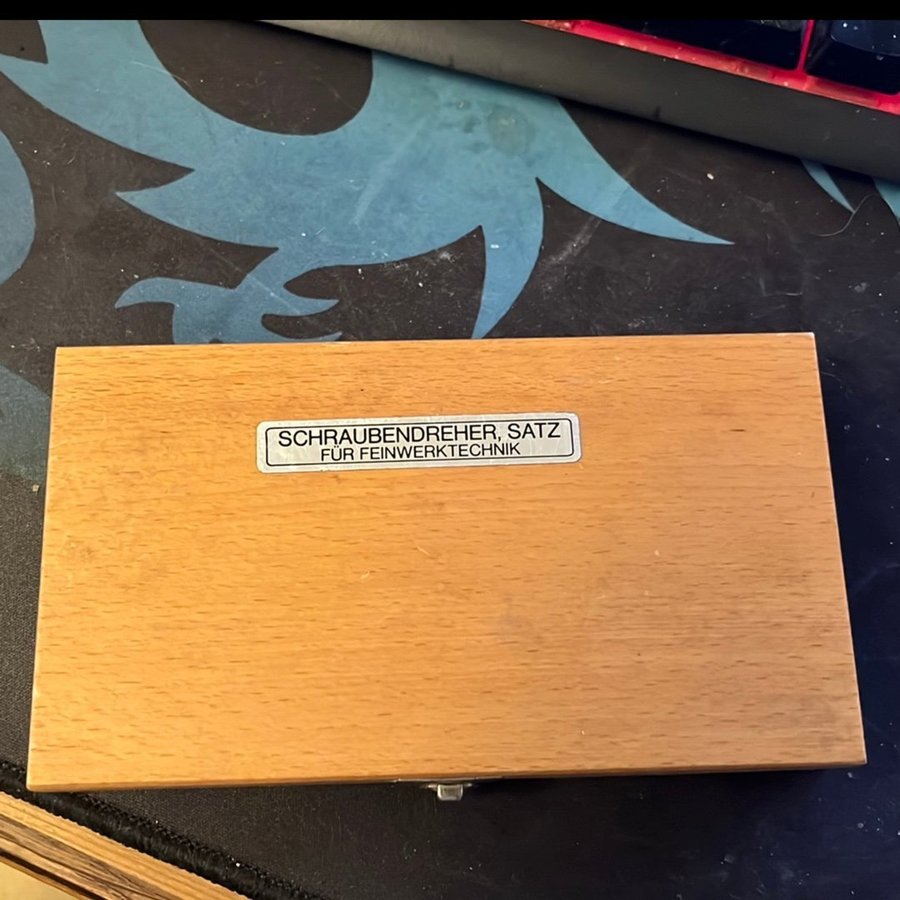 SCHRAUBENDREHER, SATZ
FÜR FEINWERKTECHNIK